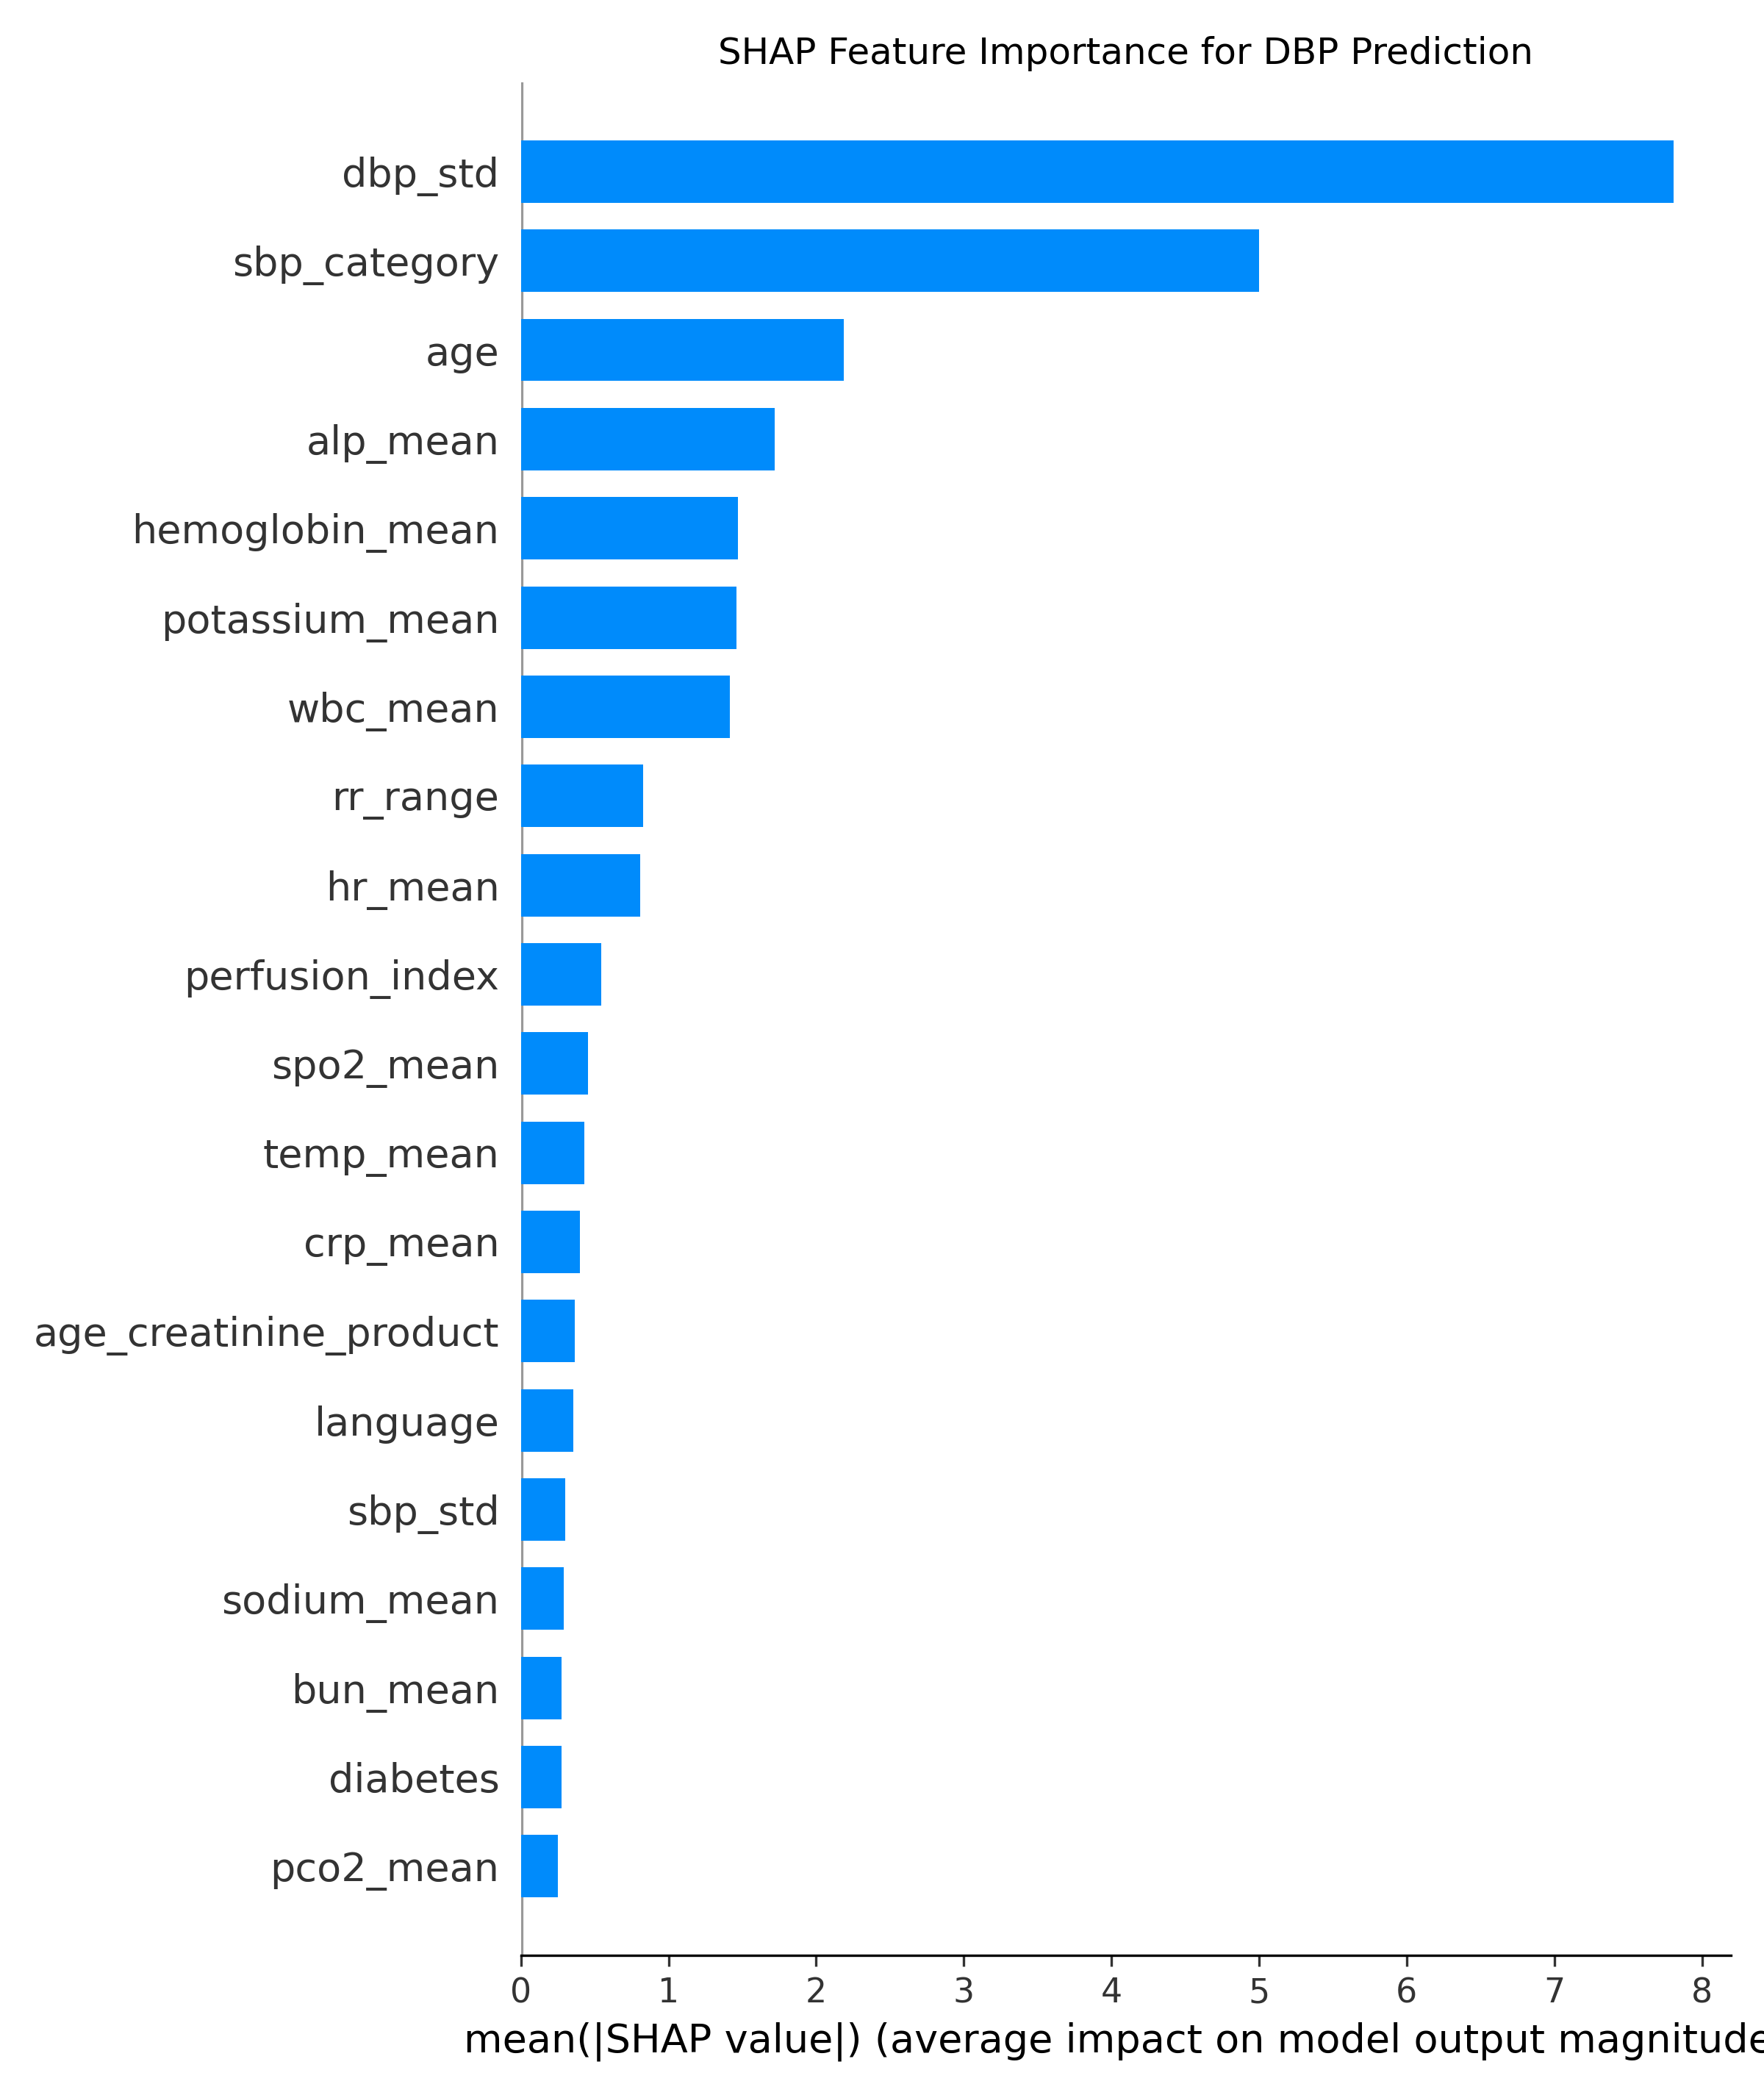 SHAP Feature Importance for DBP Prediction
dbp_std
sbp_category
age
alp_mean
hemoglobin_mean
potassium_mean
wbc_mean
rr_range
hr_mean
perfusion_index
spo2_mean
temp_mean
crp_mean
age_creatinine_product
language
sbp_std
sodium_mean
bun_mean
diabetes
pco2_mean
0 1 2 3 4 5 6 7 8
mean(|SHAP value|) (average impact on model output magnitude